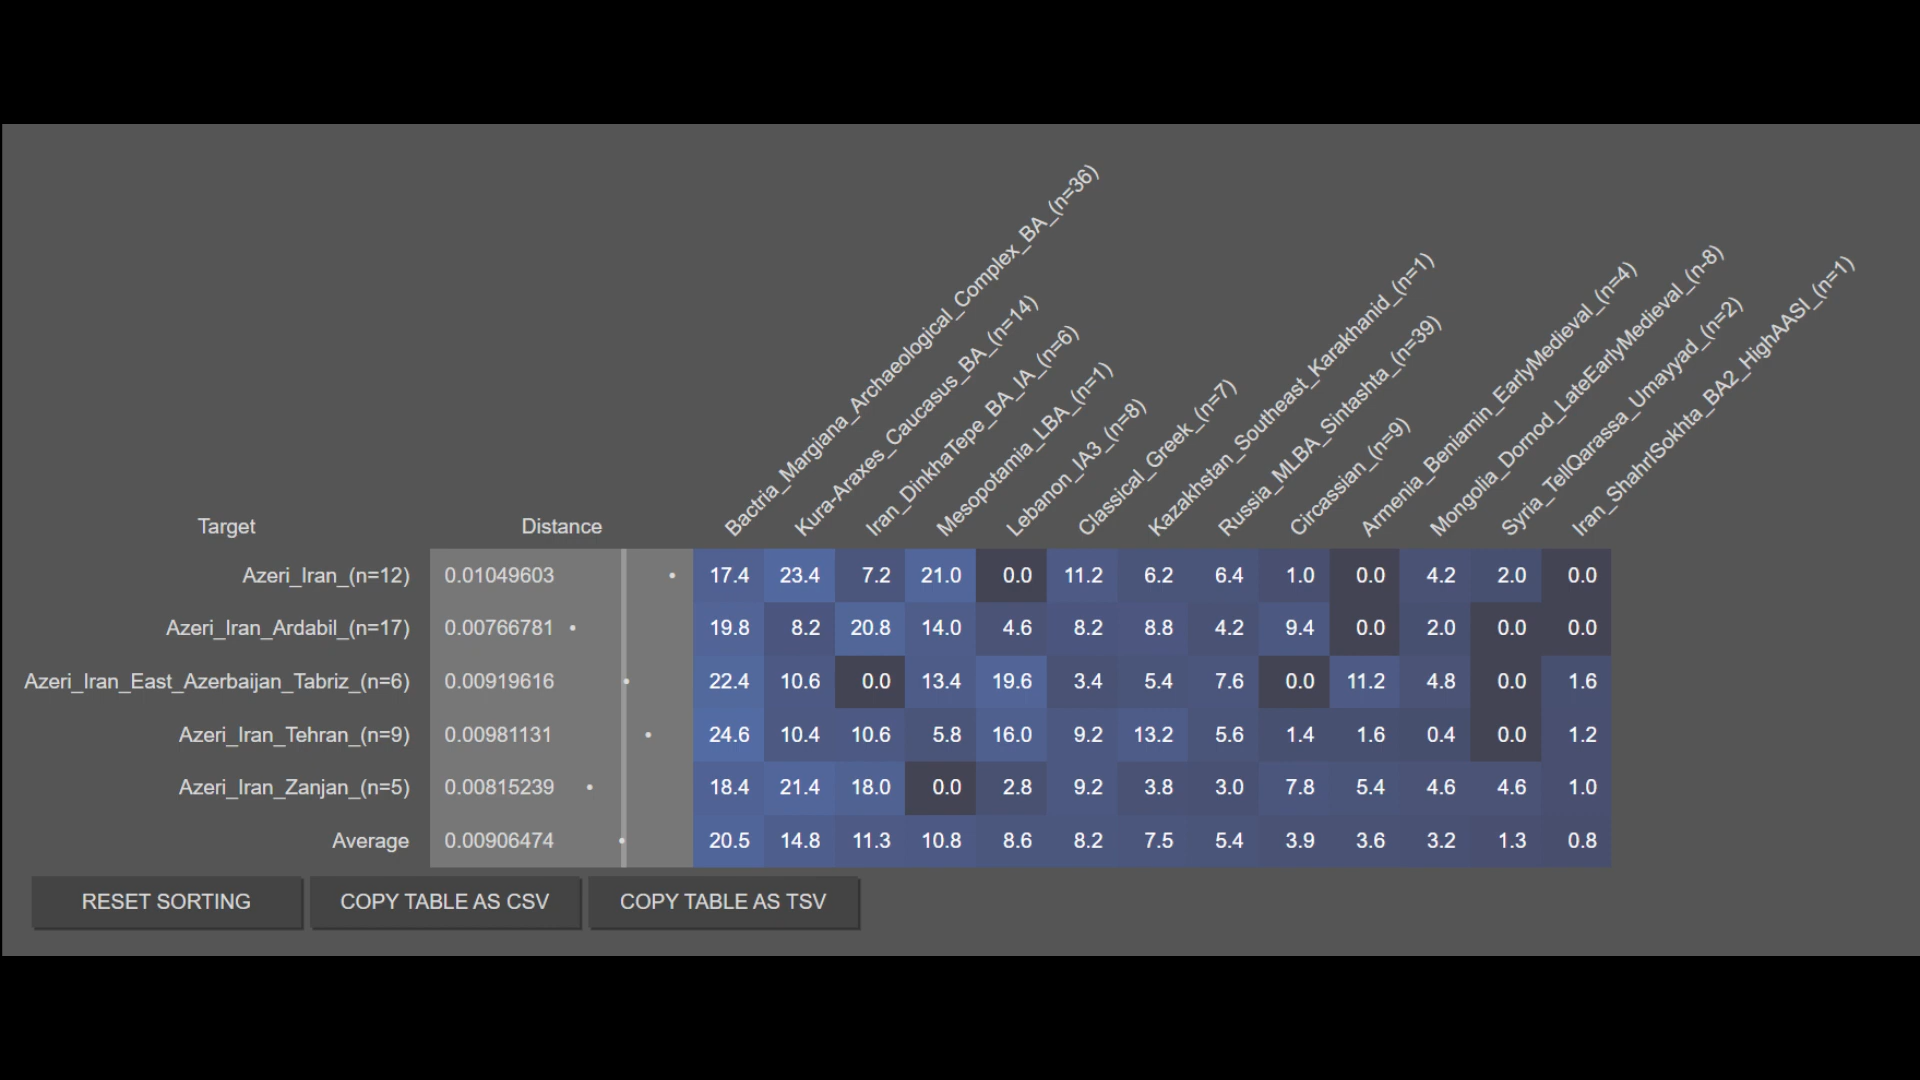 Bactria_Margiana_Archaeological_Complex_BA_(n=36)
Kura-Araxes_Caucasus_BA_(n=14)
Iran_DinkhaTepe_BA_IA_(n=6)
Mesopotamia_LBA_(n=1)
Lebanon_IA3_(n=8)
Classical_Greek_(n=7)
Kazakhstan_Southeast_Karakhanid_(n=1)
Russia_MLBA_Sintashta_(n=39)
Circassian_(n=9)
Armenia_Beniamin_EarlyMedieval_(n=4)
Mongolia_Dornod_LateEarlyMedieval_(n-8)
Syria_TellQarassa_Umayyad_(n=2)
Iran_ShahrISokhta_BA2_HighAASI_(n=1)
Target Distance
Azeri_Iran_(n=12) 0.01049603 17.4 23.4 7.2 21.0 0.0 11.2 6.2 6.4 1.0 0.0 4.2 2.0 0.0
Azeri_Iran_Ardabil_(n=17) 0.00766781 19.8 8.2 20.8 14.0 4.6 8.2 8.8 4.2 9.4 0.0 2.0 0.0 0.0
Azeri_Iran_East_Azerbaijan_Tabriz_(n=6) 0.00919616 22.4 10.6 0.0 13.4 19.6 3.4 5.4 7.6 0.0 11.2 4.8 0.0 1.6
Azeri_Iran_Tehran_(n=9) 0.00981131 24.6 10.4 10.6 5.8 16.0 9.2 13.2 5.6 1.4 1.6 0.4 0.0 1.2
Azeri_Iran_Zanjan_(n=5) 0.00815239 18.4 21.4 18.0 0.0 2.8 9.2 3.8 3.0 7.8 5.4 4.6 4.6 1.0
Average 0.00906474 20.5 14.8 11.3 10.8 8.6 8.2 7.5 5.4 3.9 3.6 3.2 1.3 0.8
RESET SORTING COPY TABLE AS CSV COPY TABLE AS TSV